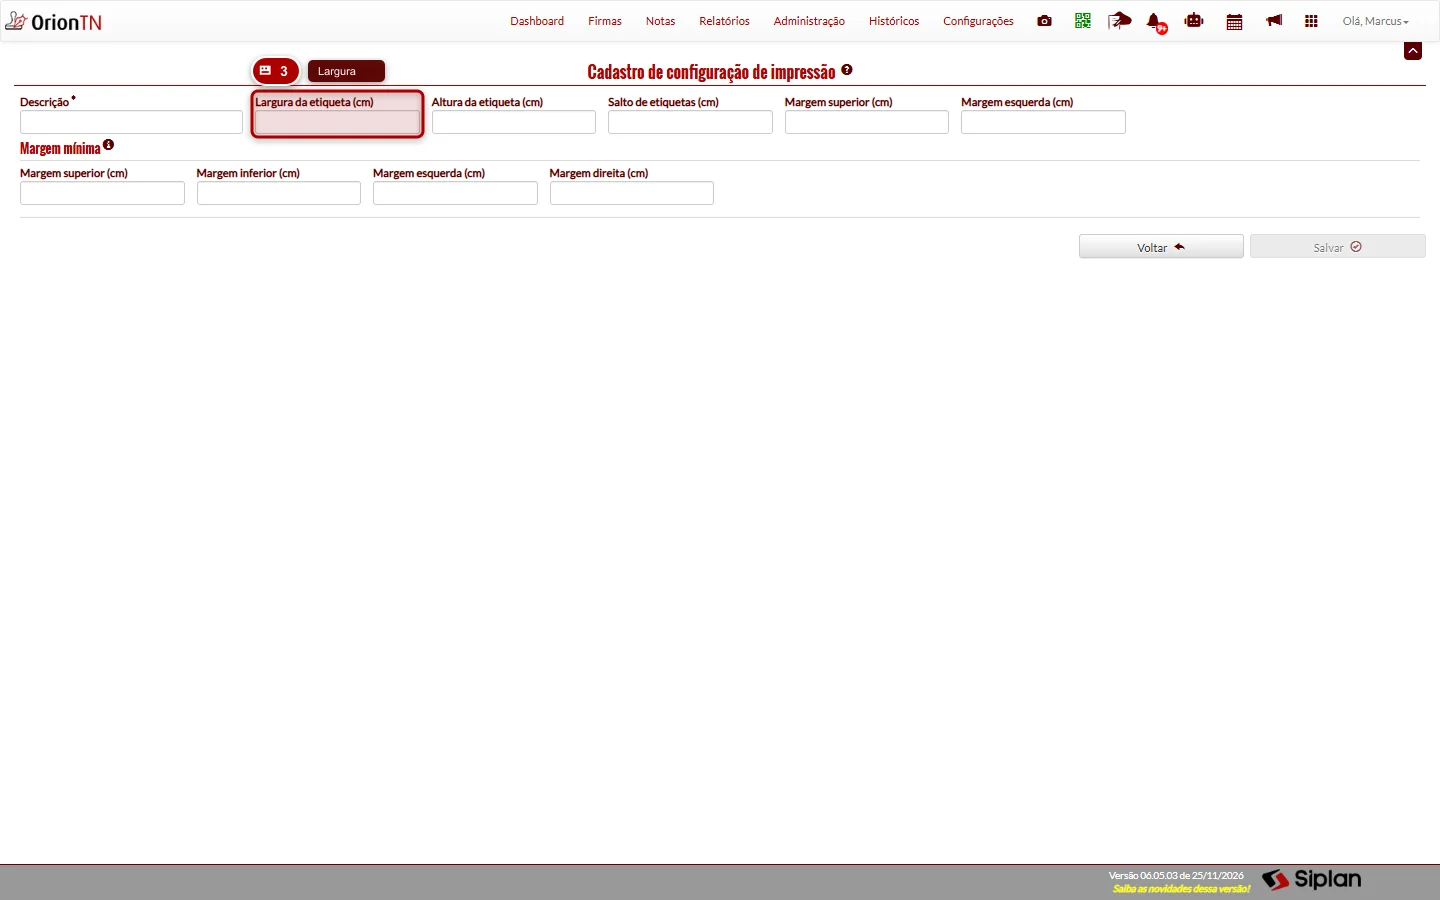 OrionTN
Dashboard Firmas Notas Relatórios Administração Históricos Configurações 9+ Olá, Marcus
3 Largura
Cadastro de configuração de impressão
Descrição * Largura da etiqueta (cm) Altura da etiqueta (cm) Salto de etiquetas (cm) Margem superior (cm) Margem esquerda (cm)
Margem mínima
Margem superior (cm) Margem inferior (cm) Margem esquerda (cm) Margem direita (cm)
Voltar Salvar
Versão 06.05.03 de 25/11/2026
Saiba as novidades dessa versão!
Siplan